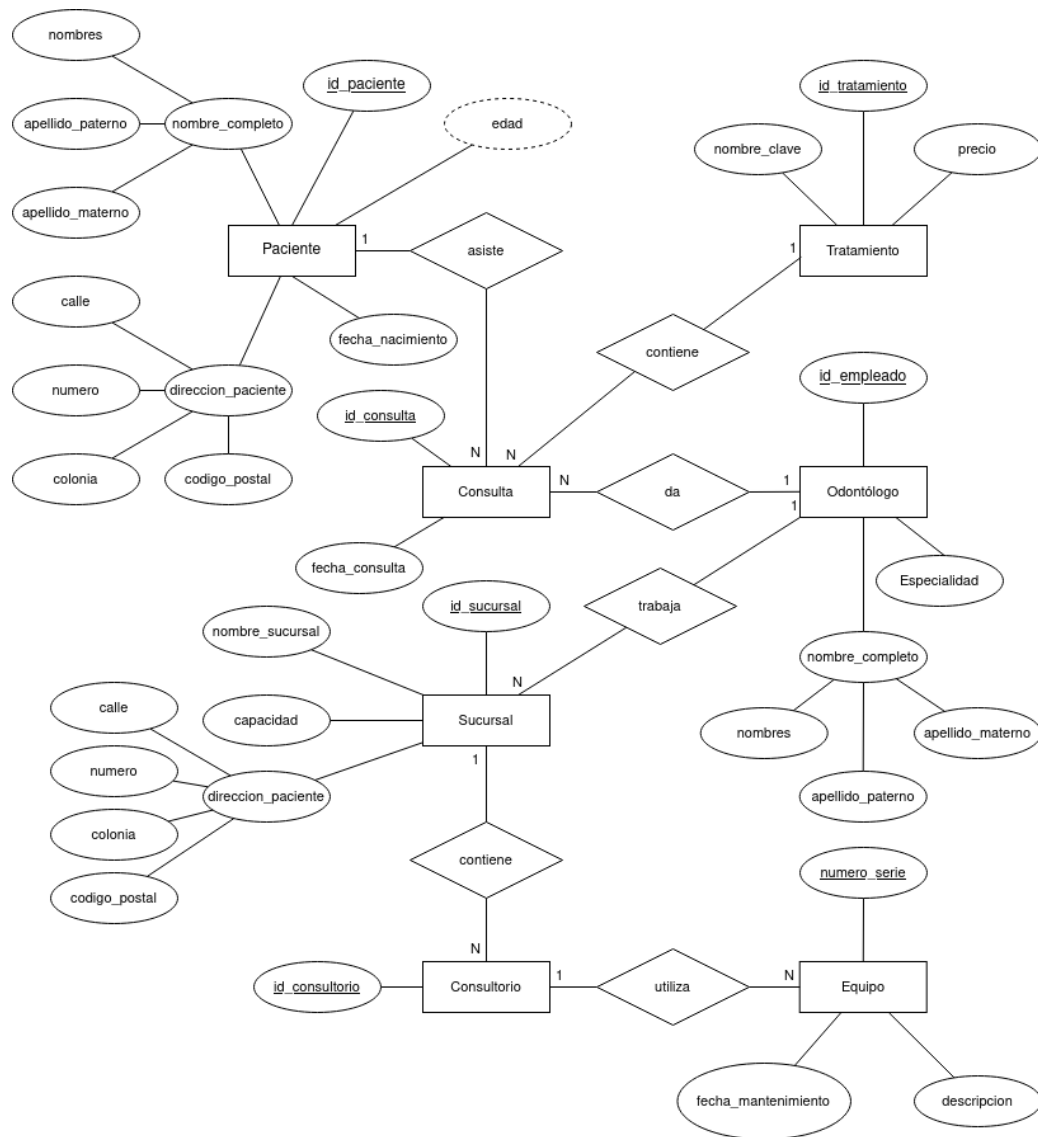 nombres
id_paciente
id_tratamiento
apellido_paterno
nombre_completo
edad
nombre_clave
precio
apellido_materno
Paciente
1
asiste
1
Tratamiento
calle
fecha_nacimiento
contiene
numero
direccion_paciente
id_empleado
id_consulta
colonia
codigo_postal
N
N
Consulta
N
da
1
Odontólogo
1
fecha_consulta
Especialidad
id_sucursal
trabaja
nombre_sucursal
nombre_completo
N
calle
capacidad
Sucursal
nombres
apellido_materno
1
numero
direccion_paciente
apellido_paterno
colonia
contiene
numero_serie
codigo_postal
N
1
N
id_consultorio
Consultorio
utiliza
Equipo
fecha_mantenimiento
descripcion